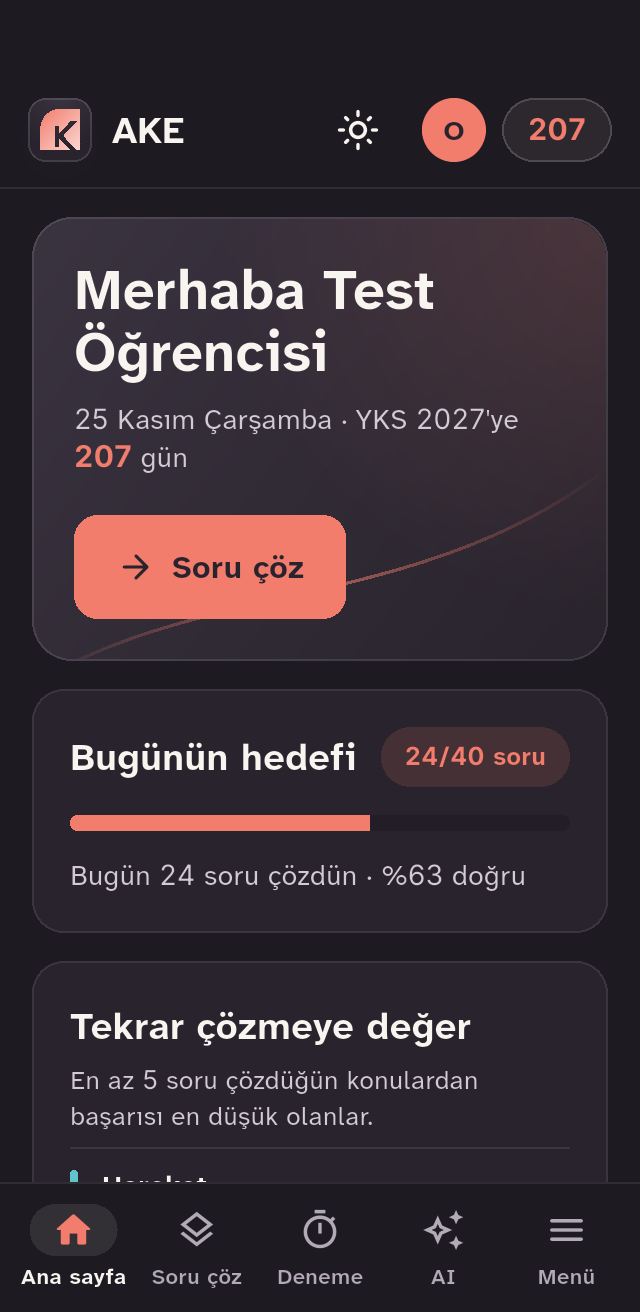 AKE
O
207
Merhaba Test
Öğrencisi
25 Kasım Çarşamba · YKS 2027'ye
207 gün
Soru çöz
Bugünün hedefi
24/40 soru
Bugün 24 soru çözdün · %63 doğru
Tekrar çözmeye değer
En az 5 soru çözdüğün konulardan
başarısı en düşük olanlar.
Hareket
Ana sayfa
Soru çöz
Deneme
AI
Menü